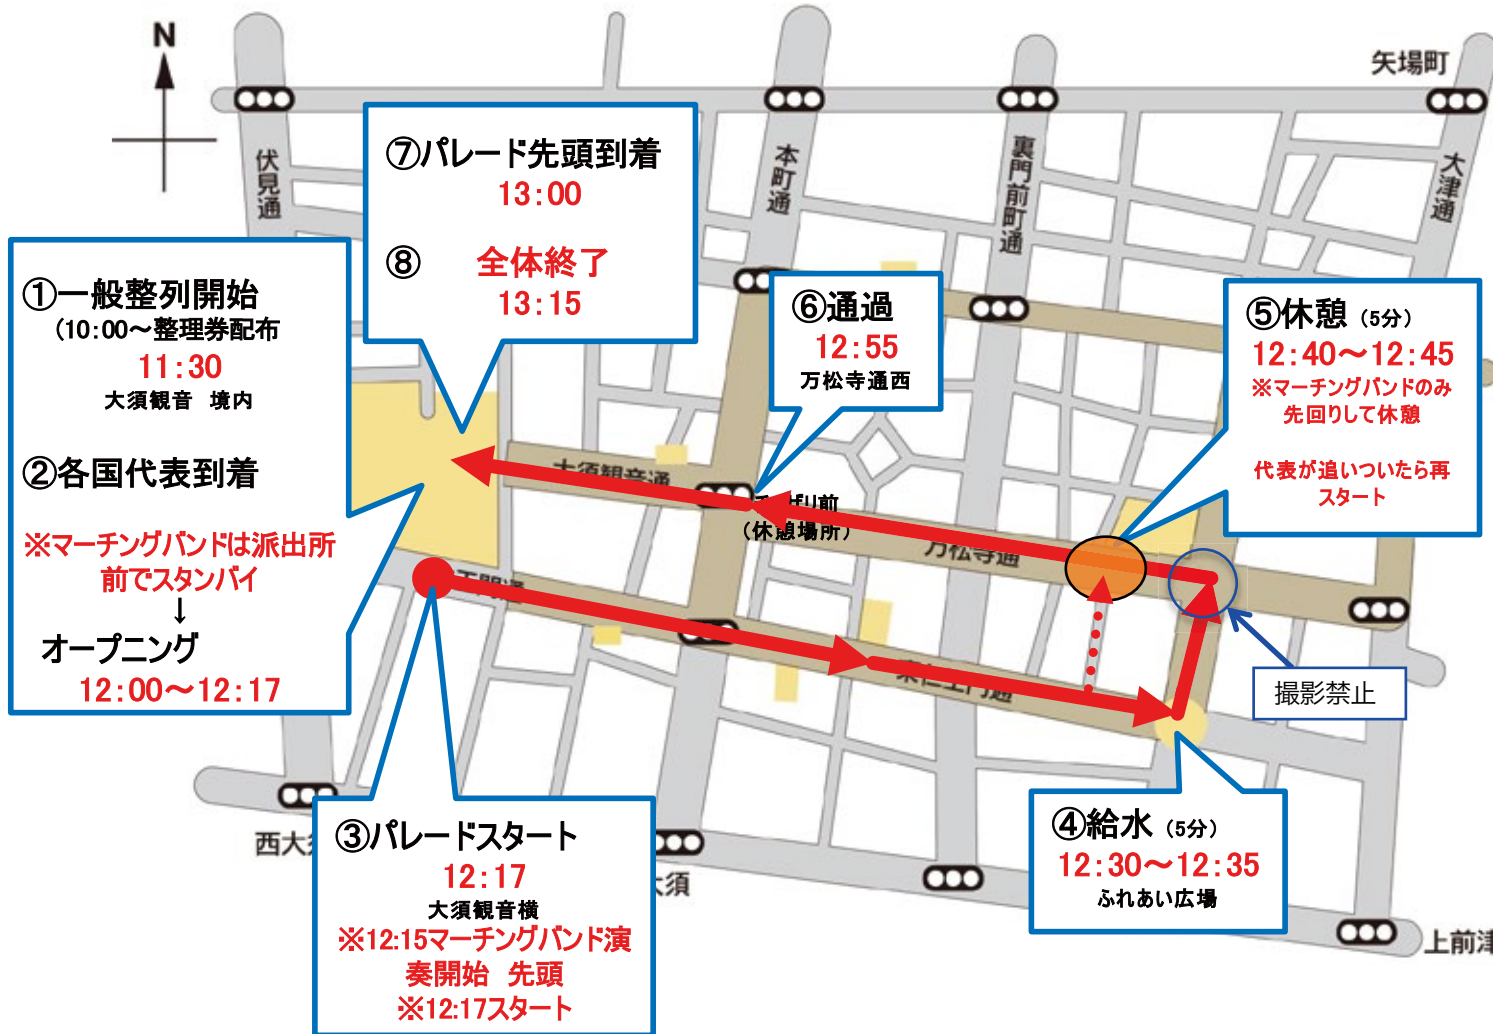 N
矢場町
伏見通
本町通
裏門前町通
大津通
⑦パレード先頭到着
13:00
⑧ 全体終了
13:15
①一般整列開始
(10:00～整理券配布
11:30
大須観音 境内
②各国代表到着
※マーチングバンドは派出所
前でスタンバイ
↓
オープニング
12:00～12:17
⑥通過
12:55
万松寺通西
⑤休憩（5分）
12:40～12:45
※マーチングバンドのみ
先回りして休憩
代表が追いついたら再
スタート
大須観音通
前
（休憩場所）
万松寺通
東仁王門通
撮影禁止
③パレードスタート
12:17
大須観音横
※12:15マーチングバンド演
奏開始 先頭
※12:17スタート
④給水（5分）
12:30～12:35
ふれあい広場
西大
須
上前津